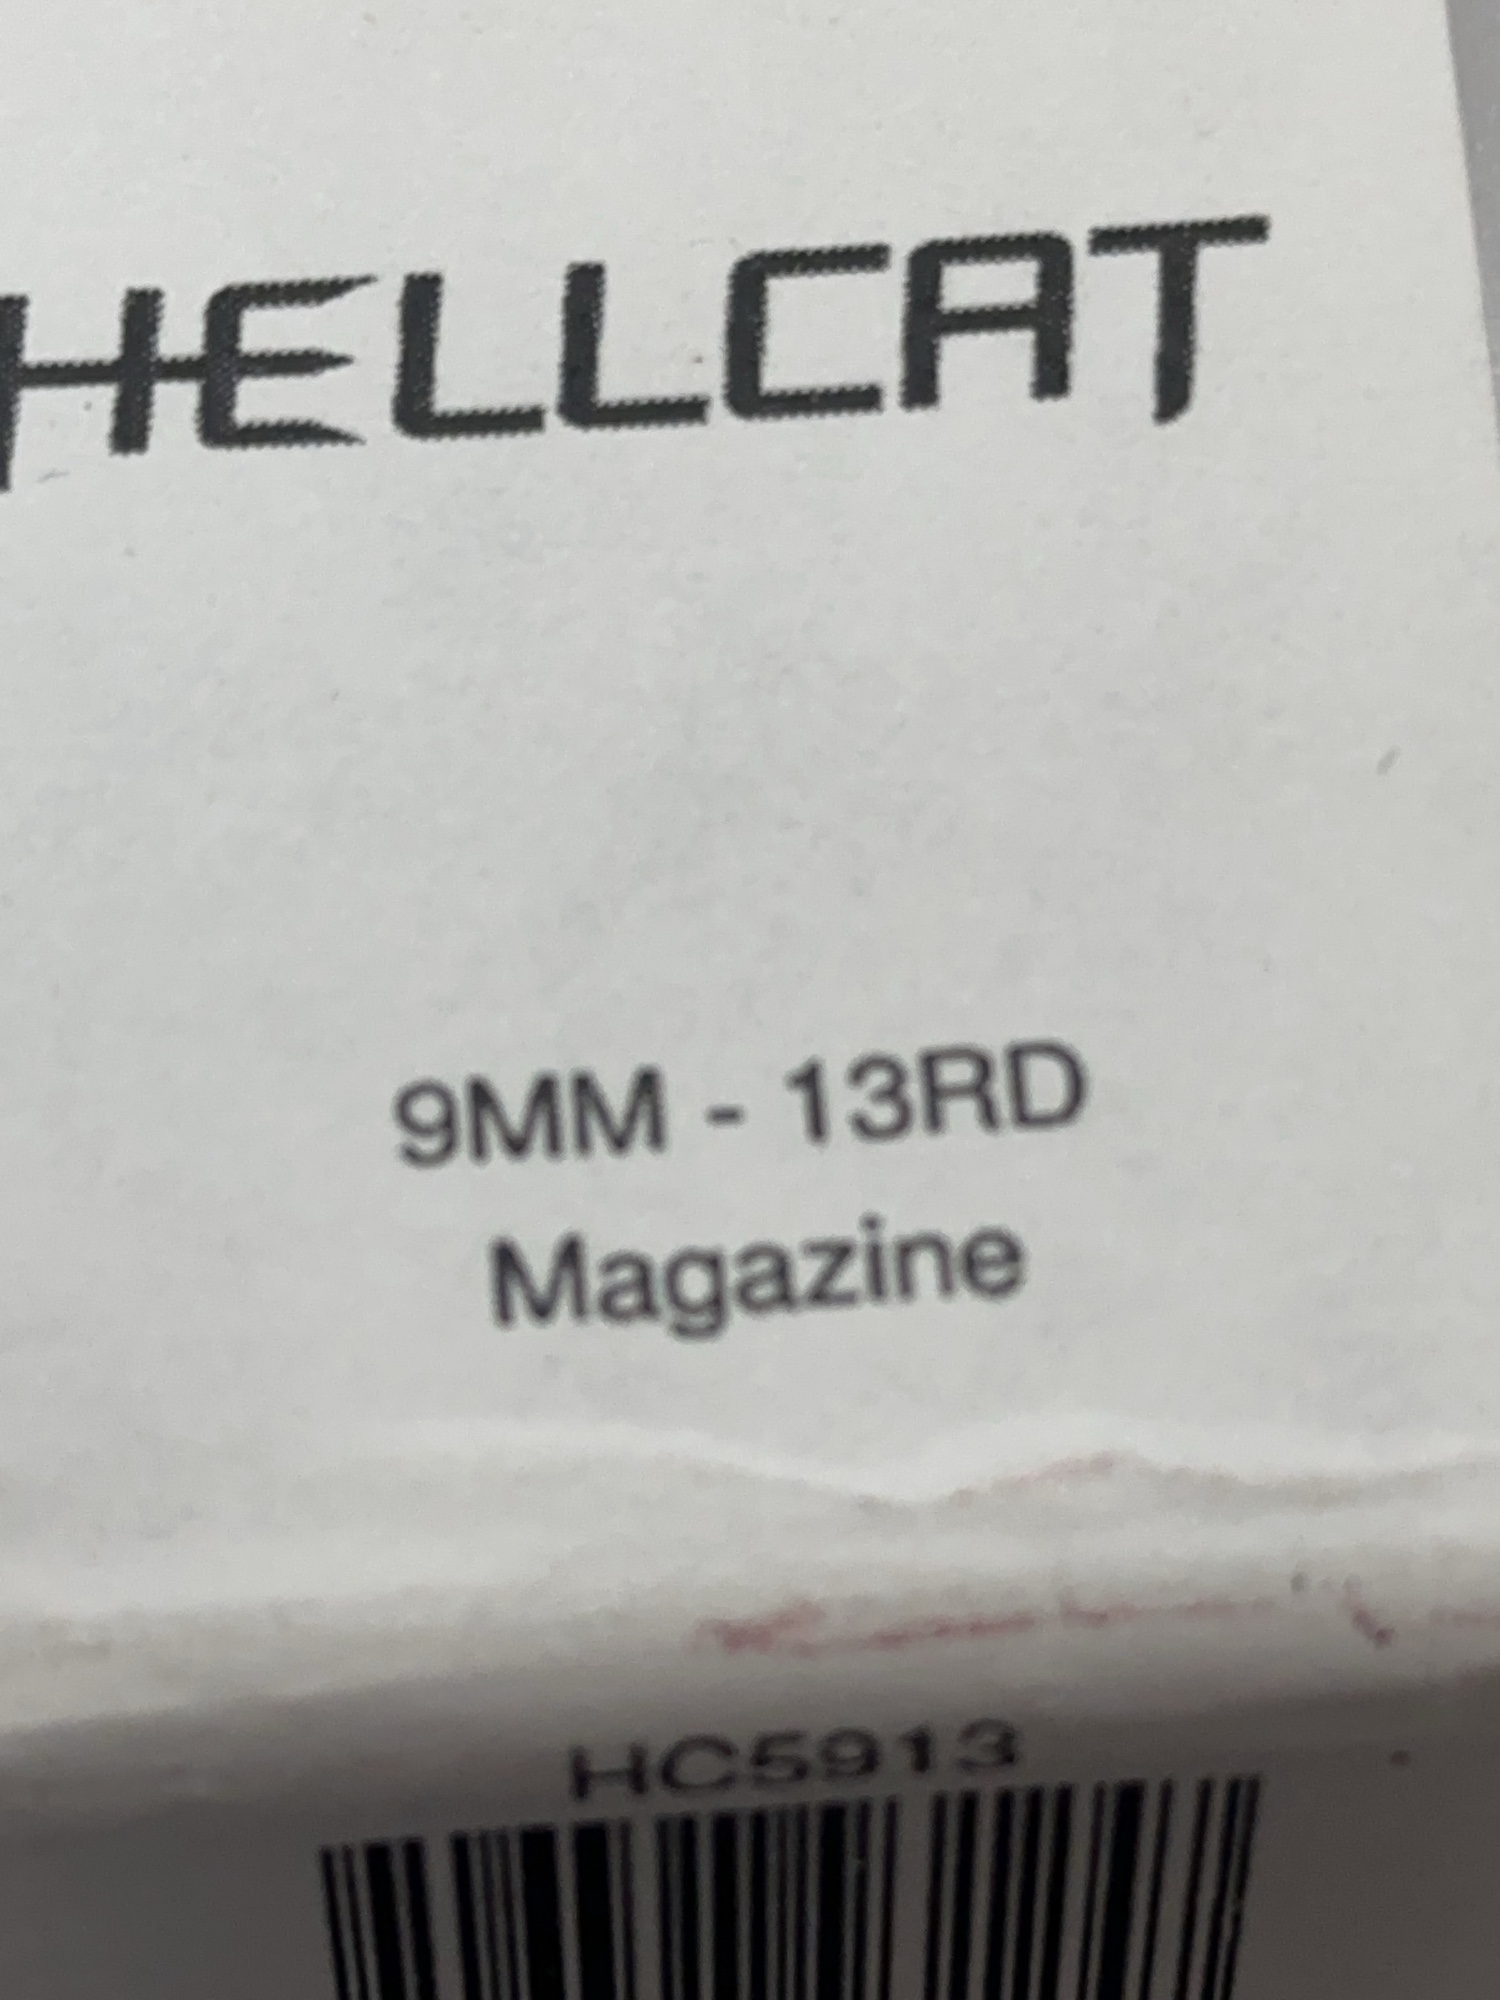 HELLCAT
9MM - 13RD
Magazine
HC5913